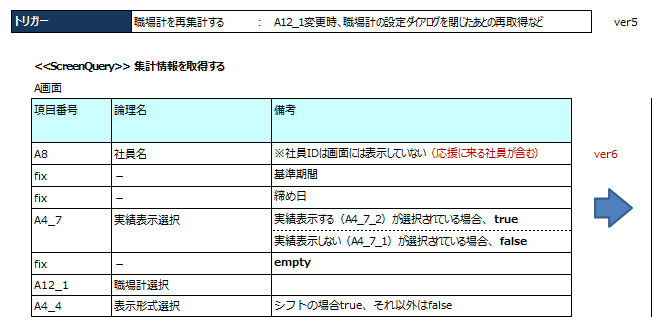 トリガー 職場計を再集計する ： A12_1変更時、職場計の設定ダイアログを閉じたあとの再取得など ver5
<<ScreenQuery>> 集計情報を取得する
A画面
項目番号 論理名 備考
A8 社員名 ※社員IDは画面には表示していない（応援に来る社員が含む） ver6
fix － 基準期間
fix － 締め日
A4_7 実績表示選択 実績表示する（A4_7_2）が選択されている場合、true
実績表示しない（A4_7_1）が選択されている場合、false
fix － empty
A12_1 職場計選択
A4_4 表示形式選択 シフトの場合true、それ以外はfalse